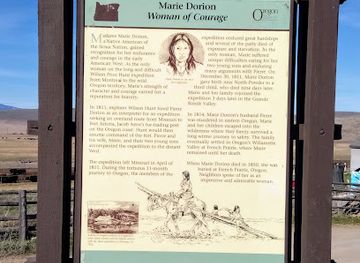 Marie Dorion
Woman of Courage
Oregon
Madame Marie Dorion,
a Native American of
the Sioux Nation, gained
recognition for her endurance
and courage in the early
American West. As the only
woman on the long and difficult
Wilson Price Hunt expedition
from Montreal to the wild
Oregon territory, Marie's strength of
character and courage earned her a
reputation for bravery.
In 1811, explorer Wilson Hunt hired Pierre
Dorion as an interpreter for an expedition
seeking an overland route from Missouri to
Fort Astoria, Jacob Astor's fur-trading post
on the Oregon coast. Hunt would then
take command of the fort. Pierre and
his wife, Marie, and their two young sons
accompanied the expedition to the distant
West.
The expedition left Missouri in April of
1811. During the tortuous 11-month
journey to Oregon, the members of the
expedition endured great hardships
and several of the party died of
exposure and starvation. As the
only woman, Marie suffered
unique difficulties caring for her
two young sons and enduring
many arguments with Pierre. On
December 30, 1811, Marie Dorion
gave birth near North Powder to a
third child, who died nine days later.
Marie and her family rejoined the
expedition 3 days later in the Grande
Ronde Valley.
In 1814, Marie Dorion's husband Pierre
was murdered in eastern Oregon. Marie
and her children escaped into the
wilderness where they barely survived a
long winter journey to safety. The family
eventually settled in Oregon's Willamette
Valley at French Prairie, where Marie
remained until her death.
When Marie Dorion died in 1850, she was
buried at French Prairie, Oregon.
Neighbors spoke of her as an
impressive and admirable woman.